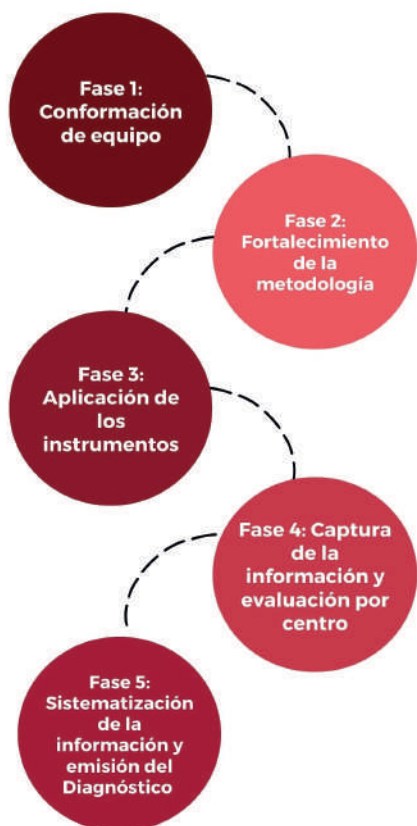 Fase 1:
Conformación
de equipo
Fase 2:
Fortalecimiento
de la
metodología
Fase 3:
Aplicación de
los
instrumentos
Fase 4: Captura
de la
información y
evaluación por
centro
Fase 5:
Sistematización
de la
información y
emisión del
Diagnóstico